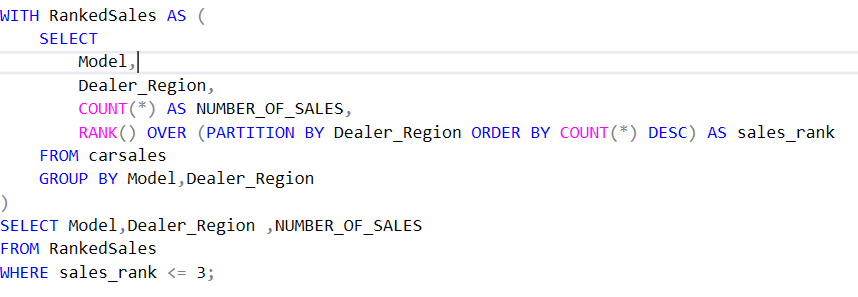 WITH RankedSales AS (
    SELECT
        Model,
        Dealer_Region,
        COUNT(*) AS NUMBER_OF_SALES,
        RANK() OVER (PARTITION BY Dealer_Region ORDER BY COUNT(*) DESC) AS sales_rank
    FROM carsales
    GROUP BY Model,Dealer_Region
)
SELECT Model,Dealer_Region ,NUMBER_OF_SALES
FROM RankedSales
WHERE sales_rank <= 3;